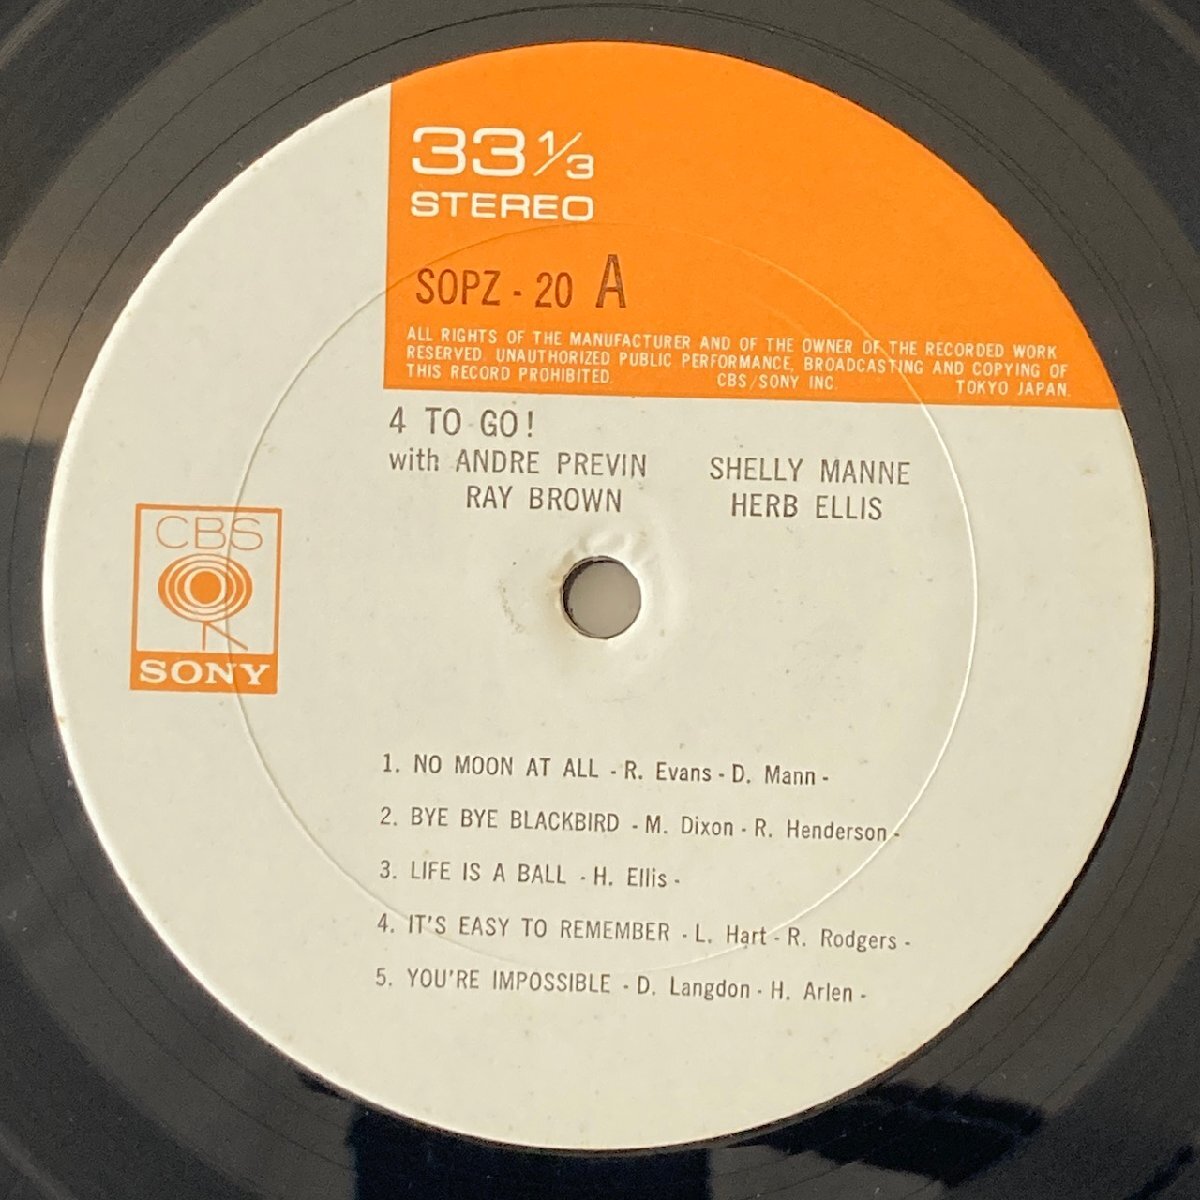 33 1/3
STEREO
SOPZ - 20 A
ALL RIGHTS OF THE MANUFACTURER AND OF THE OWNER OF THE RECORDED WORK
RESERVED. UNAUTHORIZED PUBLIC PERFORMANCE, BROADCASTING AND COPYING OF
THIS RECORD PROHIBITED. CBS/SONY INC. TOKYO JAPAN.
4 TO GO!
with ANDRE PREVIN SHELLY MANNE
RAY BROWN HERB ELLIS
CBS
SONY
1. NO MOON AT ALL - R. Evans - D. Mann -
2. BYE BYE BLACKBIRD - M. Dixon - R. Henderson -
3. LIFE IS A BALL - H. Ellis -
4. IT'S EASY TO REMEMBER - L. Hart - R. Rodgers -
5. YOU'RE IMPOSSIBLE - D. Langdon - H. Arlen -